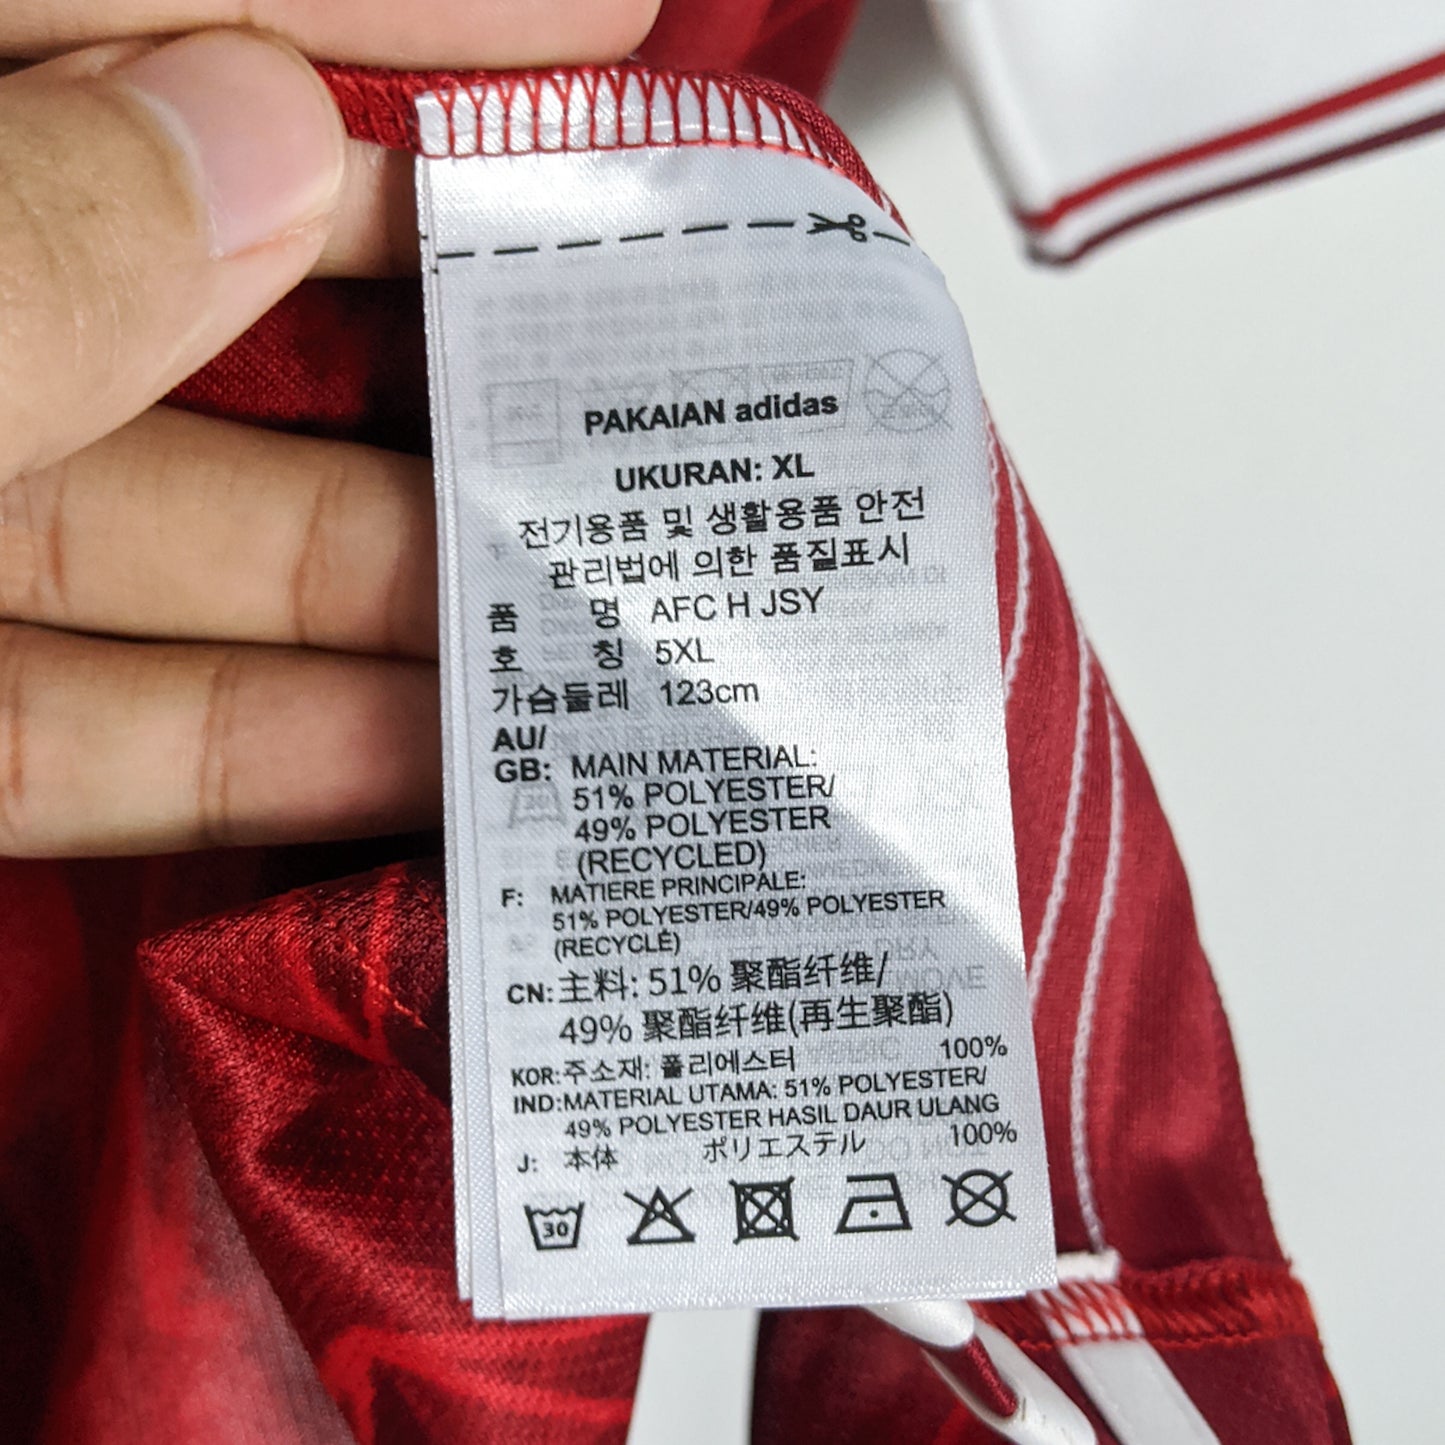 PAKAIAN adidas
UKURAN: XL
전기용품 및 생활용품 안전
관리법에 의한 품질표시
품 명 AFC H JSY
호 칭 5XL
가슴둘레 123cm
AU/
GB: MAIN MATERIAL:
51% POLYESTER/
49% POLYESTER
(RECYCLED)
F: MATIERE PRINCIPALE:
51% POLYESTER/49% POLYESTER
(RECYCLÉ)
CN: 主料: 51% 聚酯纤维/
49% 聚酯纤维(再生聚酯)
KOR: 주소재: 폴리에스터 100%
IND: MATERIAL UTAMA: 51% POLYESTER/
49% POLYESTER HASIL DAUR ULANG
J: 本体 ポリエステル 100%
30